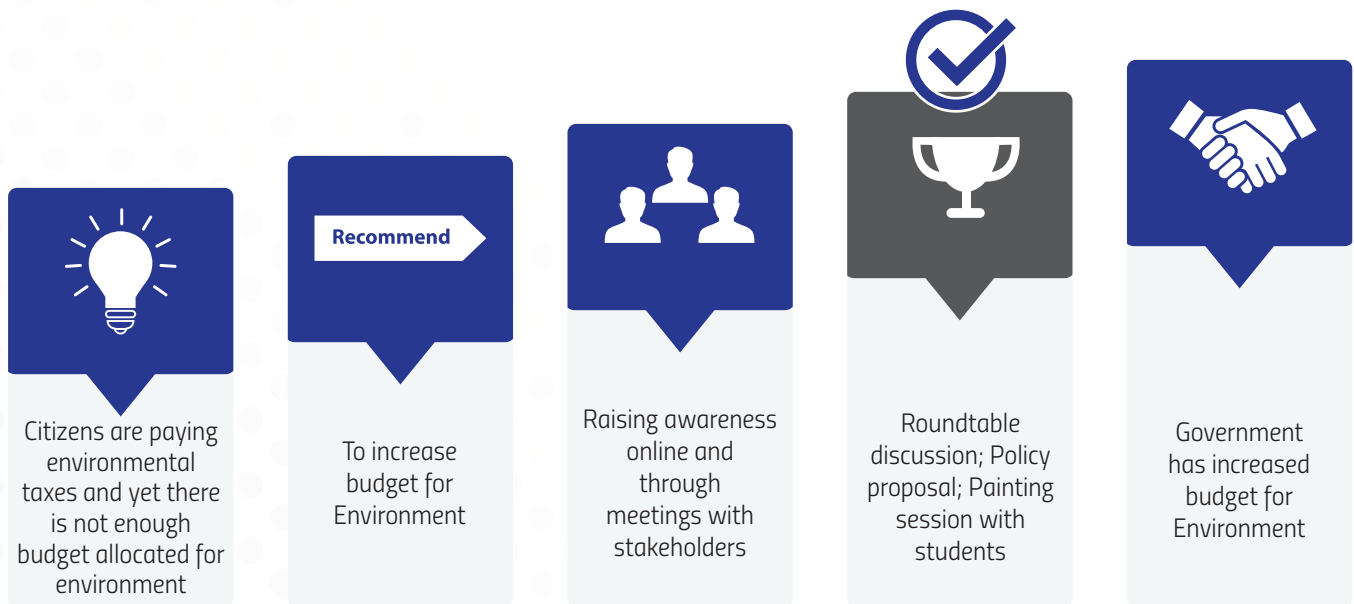 Citizens are paying
environmental
taxes and yet there
is not enough
budget allocated for
environment
Recommend
To increase
budget for
Environment
Raising awareness
online and
through
meetings with
stakeholders
Roundtable
discussion; Policy
proposal; Painting
session with
students
Government
has increased
budget for
Environment